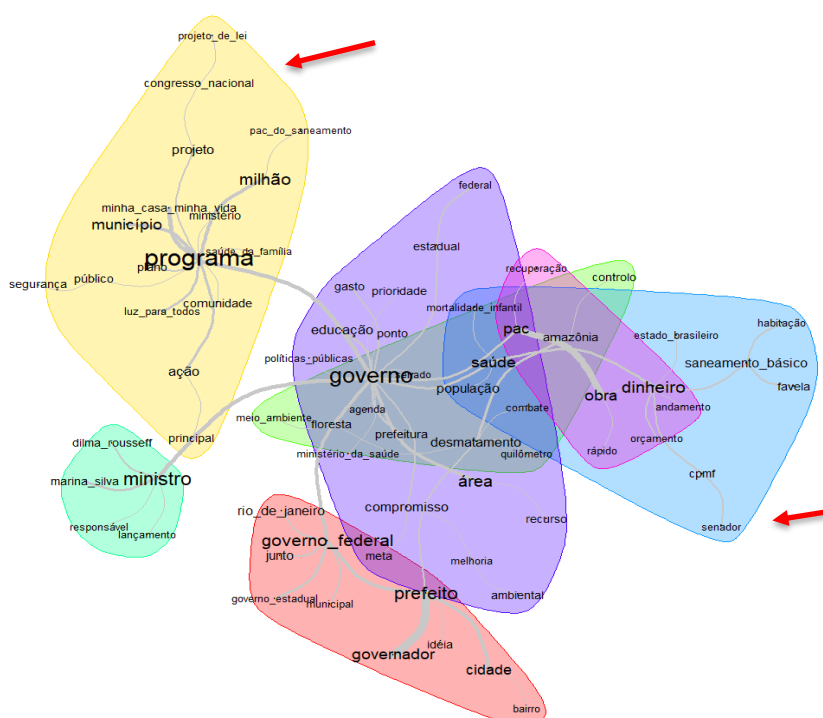 projeto_de_lei
congresso_nacional
pac_do_saneamento
projeto
milhão
federal
minha_casa_minha_vida
ministério
município
estadual
saúde_da_família
programa
plano
recuperação
controlo
segurança
público
gasto
prioridade
luz_para_todos
comunidade
mortalidade_infantil
habitação
educação
ponto
pac
amazônia
estado_brasileiro
políticas_públicas
saúde
saneamento_básico
ação
governo
população
obra
dinheiro
favela
agenda
combate
andamento
meio_ambiente
floresta
prefeitura
desmatamento
orçamento
principal
dilma_rousseff
ministério_da_saúde
quilômetro
rápido
marina_silva
ministro
área
cpmf
compromisso
rio_de_janeiro
recurso
responsável
lançamento
senador
governo_federal
junto
meta
melhoria
governo_estadual
municipal
prefeito
ambiental
idéia
governador
cidade
bairro